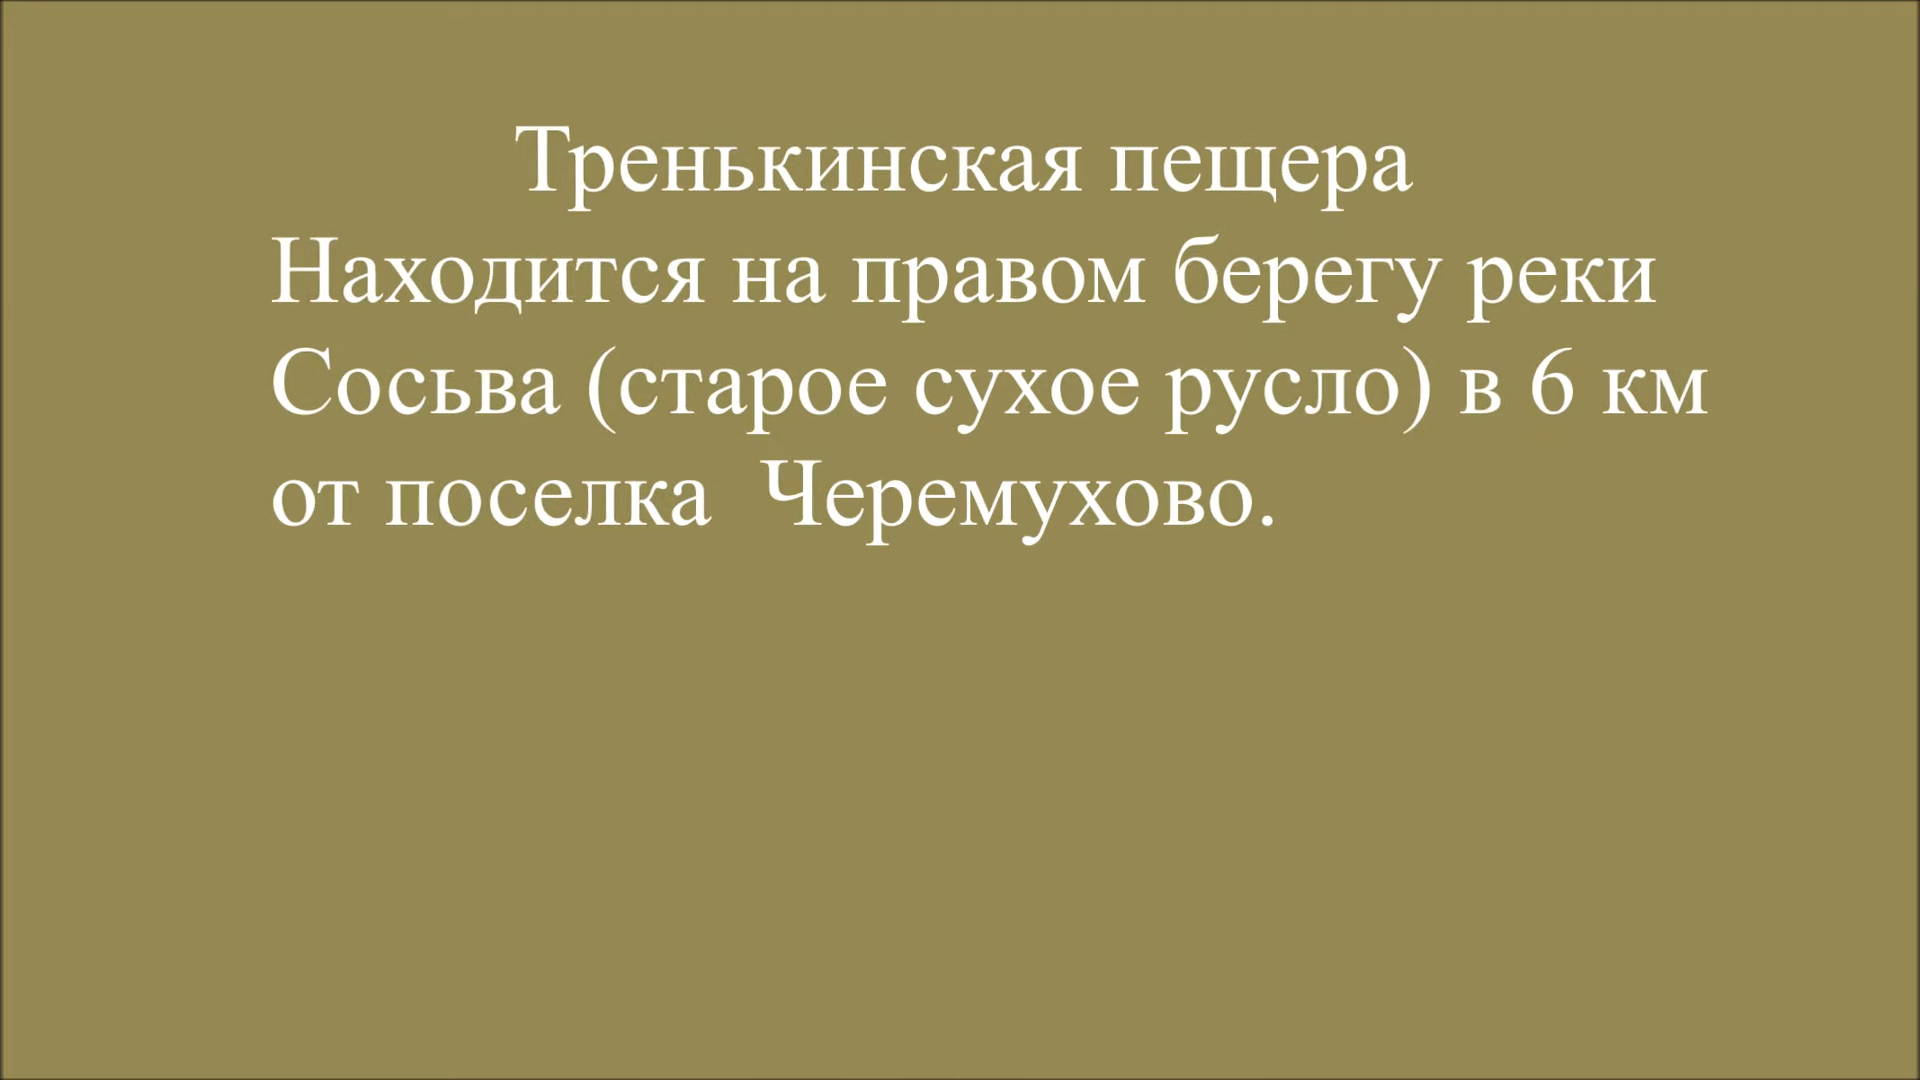 Тренькинская пещера
Находится на правом берегу реки
Сосьва (старое сухое русло) в 6 км
от поселка  Черемухово.